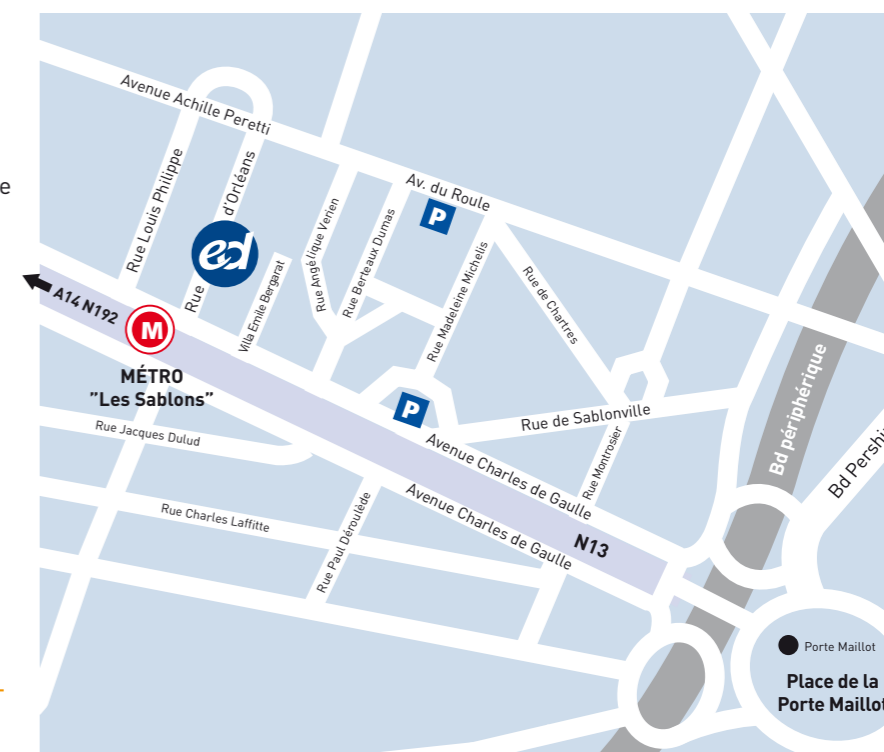 Avenue Achille Peretti
e
Rue Louis Philippe
Rue d'Orléans
ed
Av. du Roule
P
Rue Angélique Verien
Rue Berteaux Dumas
Villa Emile Bergarat
Rue Madeleine Michelis
Rue de Chartres
A14 N192
M
MÉTRO
"Les Sablons"
P
Rue de Sablonville
Rue Jacques Dulud
Avenue Charles de Gaulle
Rue Montrosier
Bd périphérique
Bd Pershi
Rue Charles Laffitte
Rue Paul Déroulède
Avenue Charles de Gaulle
N13
Porte Maillot
Place de la
Porte Maillot